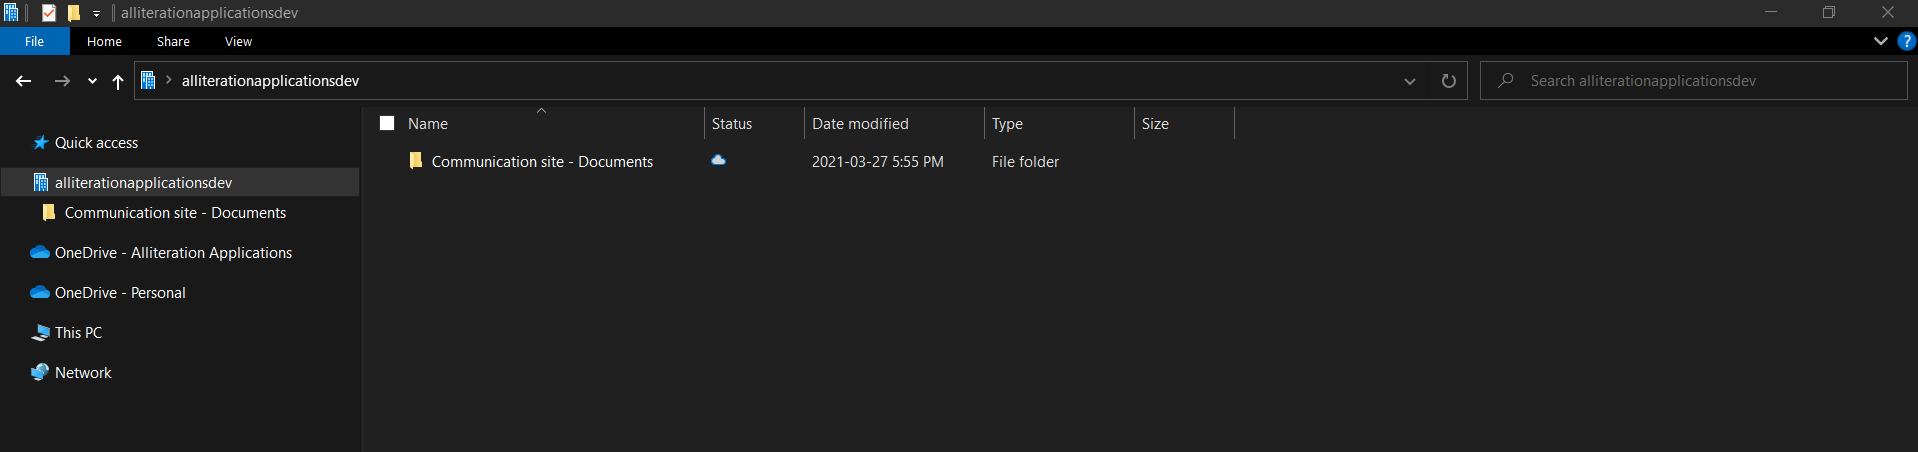 alliterationapplicationsdev
File Home Share View
?
alliterationapplicationsdev
Search alliterationapplicationsdev
Name Status Date modified Type Size
Communication site - Documents 2021-03-27 5:55 PM File folder
Quick access
alliterationapplicationsdev
Communication site - Documents
OneDrive - Alliteration Applications
OneDrive - Personal
This PC
Network